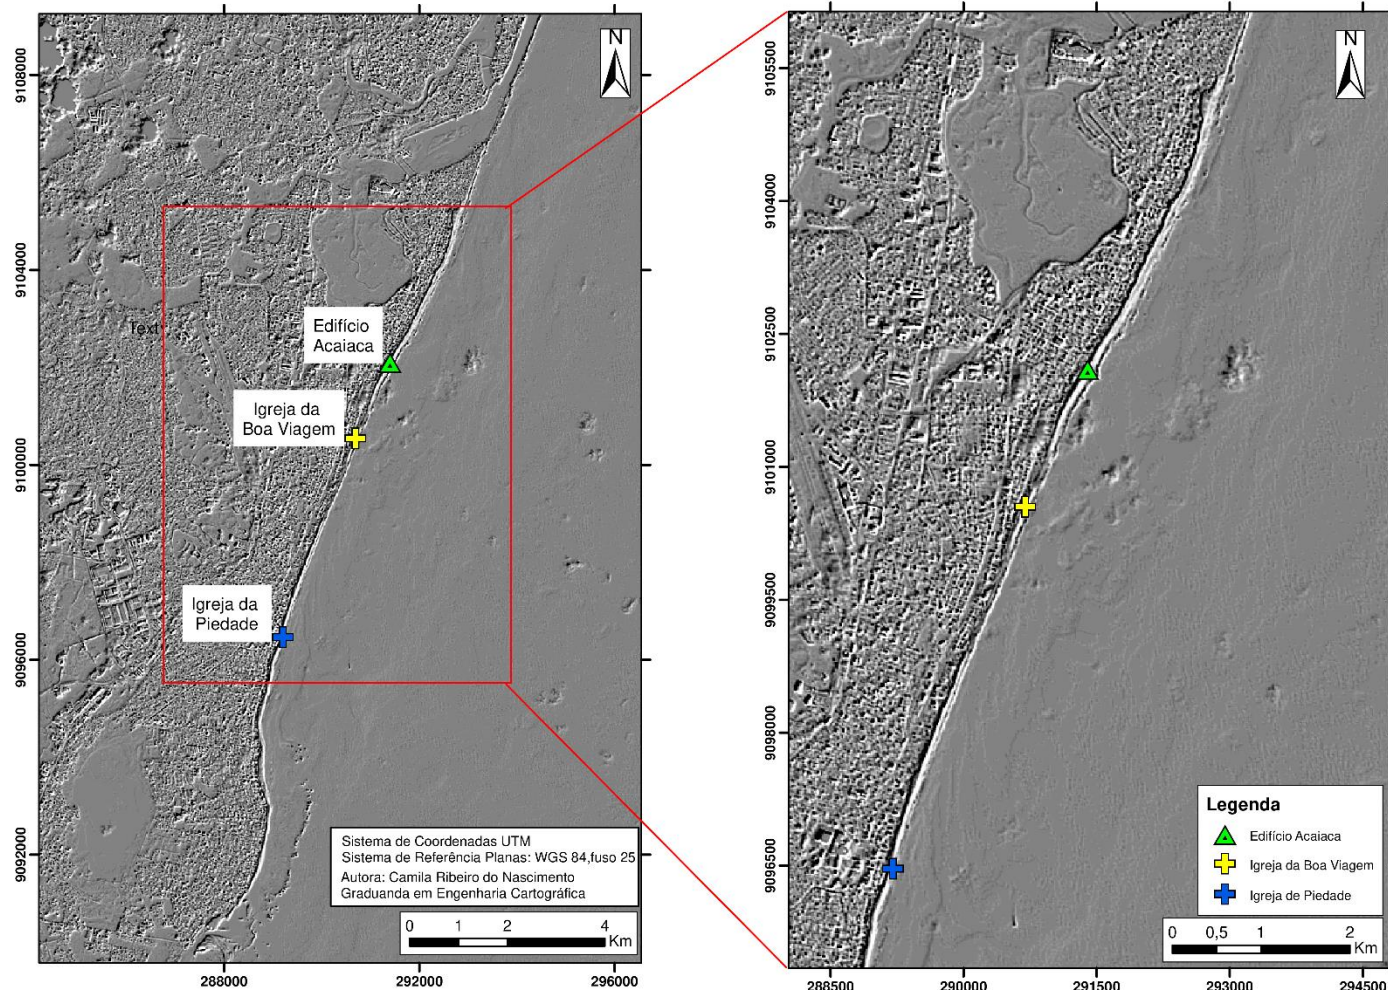 N
9108000
9104000
9100000
9096000
9092000
Text
Edifício
Acaiaca
Igreja da
Boa Viagem
Igreja da
Piedade
Sistema de Coordenadas UTM
Sistema de Referência Planas: WGS 84,fuso 25
Autora: Camila Ribeiro do Nascimento
Graduanda em Engenharia Cartográfica
0 1 2 4
Km
288000 292000 296000
N
9105500
9104000
9102500
9101000
9099500
9098000
9096500
Legenda
Edifício Acaiaca
Igreja da Boa Viagem
Igreja de Piedade
0 0,5 1 2
Km
288500 290000 291500 293000 294500